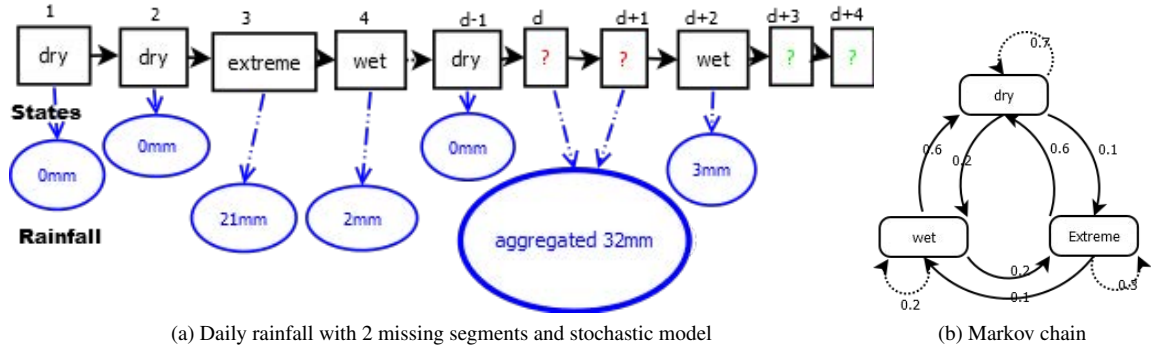 1 2 3 4 d-1 d d+1 d+2 d+3 d+4
dry dry extreme wet dry ? ? wet ? ?
States
0mm 0mm 21mm 2mm 0mm aggregated 32mm 3mm
Rainfall
(a) Daily rainfall with 2 missing segments and stochastic model
0.7
dry
0.6 0.2 0.6 0.1
wet Extreme
0.2 0.2 0.1 0.3
(b) Markov chain